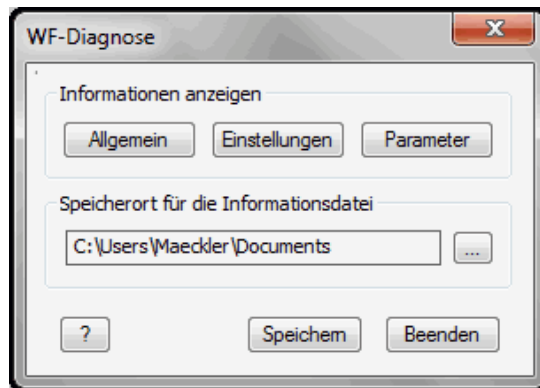 WF-Diagnose
X
Informationen anzeigen
Allgemein Einstellungen Parameter
Speicherort für die Informationsdatei
C:\Users\Maeckler\Documents ...
? Speichern Beenden